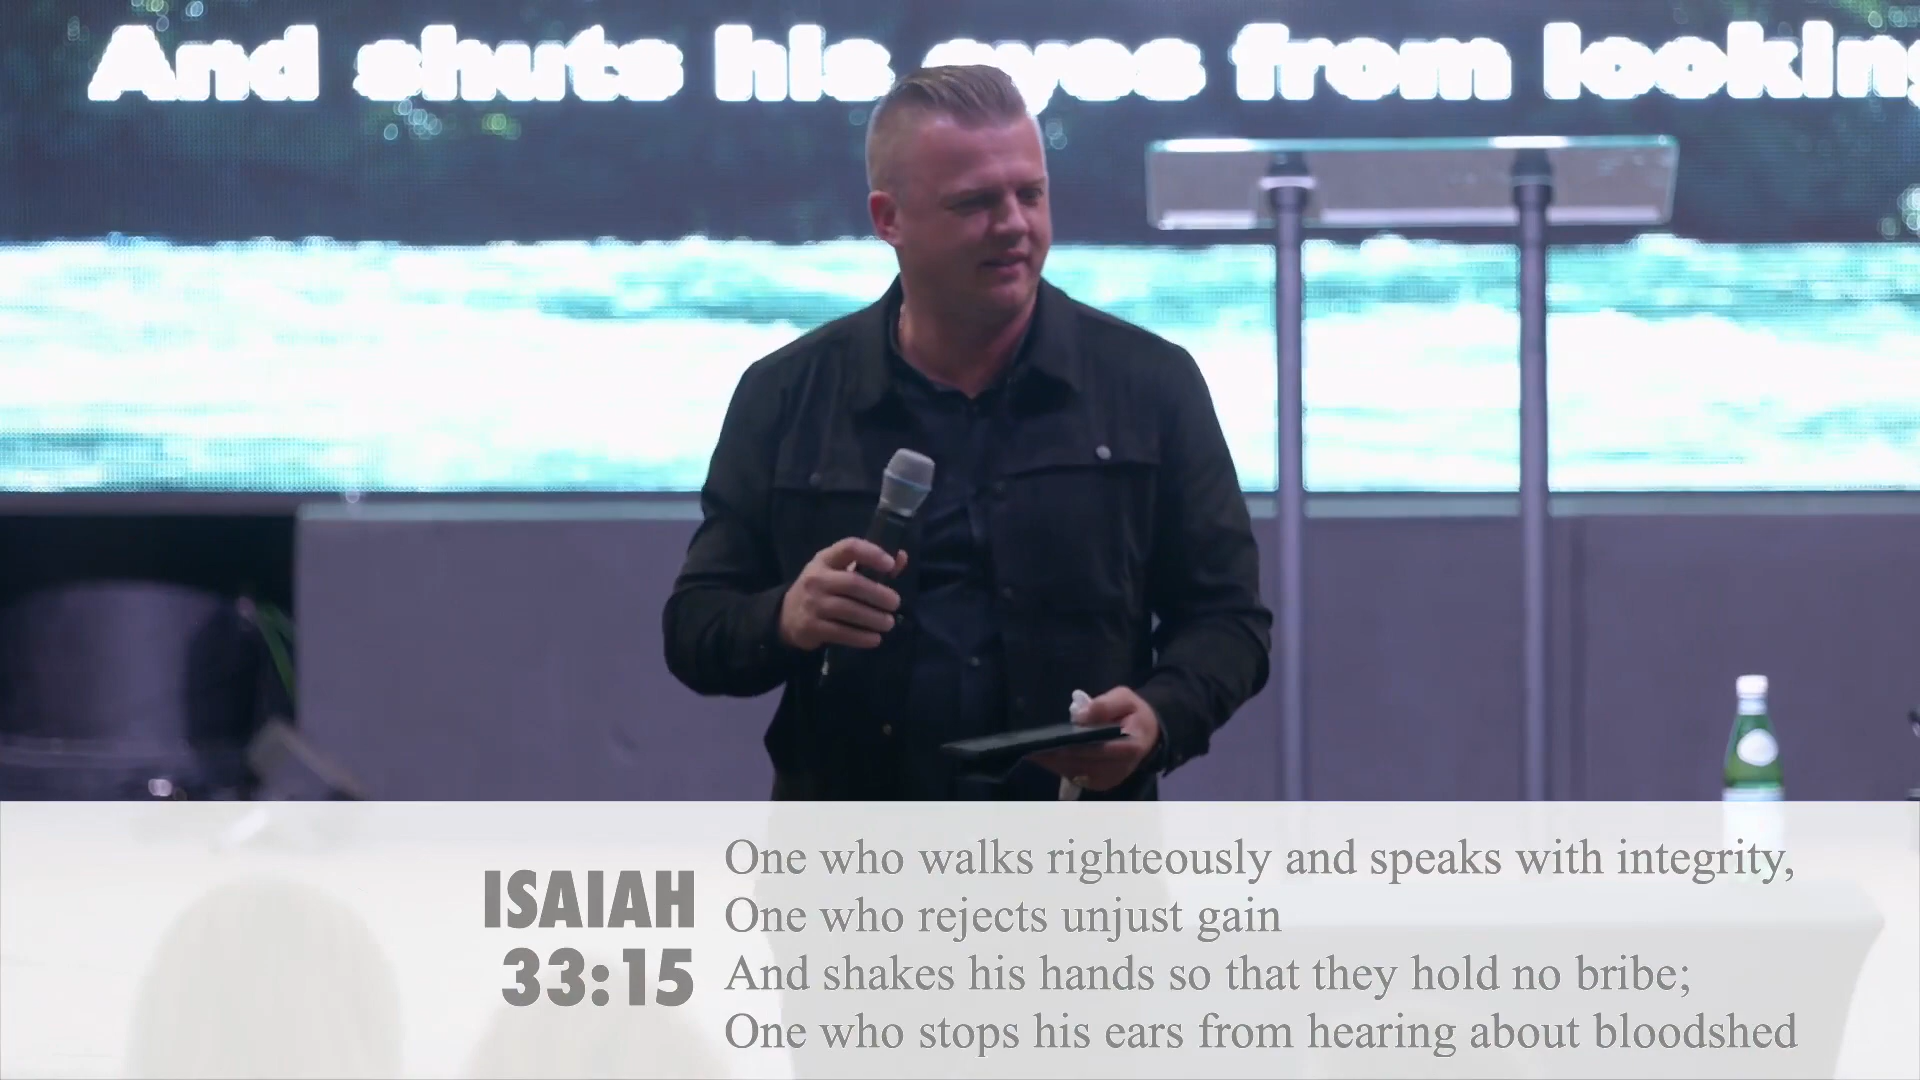 And shuts his eyes from looking
ISAIAH
33:15
One who walks righteously and speaks with integrity,
One who rejects unjust gain
And shakes his hands so that they hold no bribe;
One who stops his ears from hearing about bloodshed